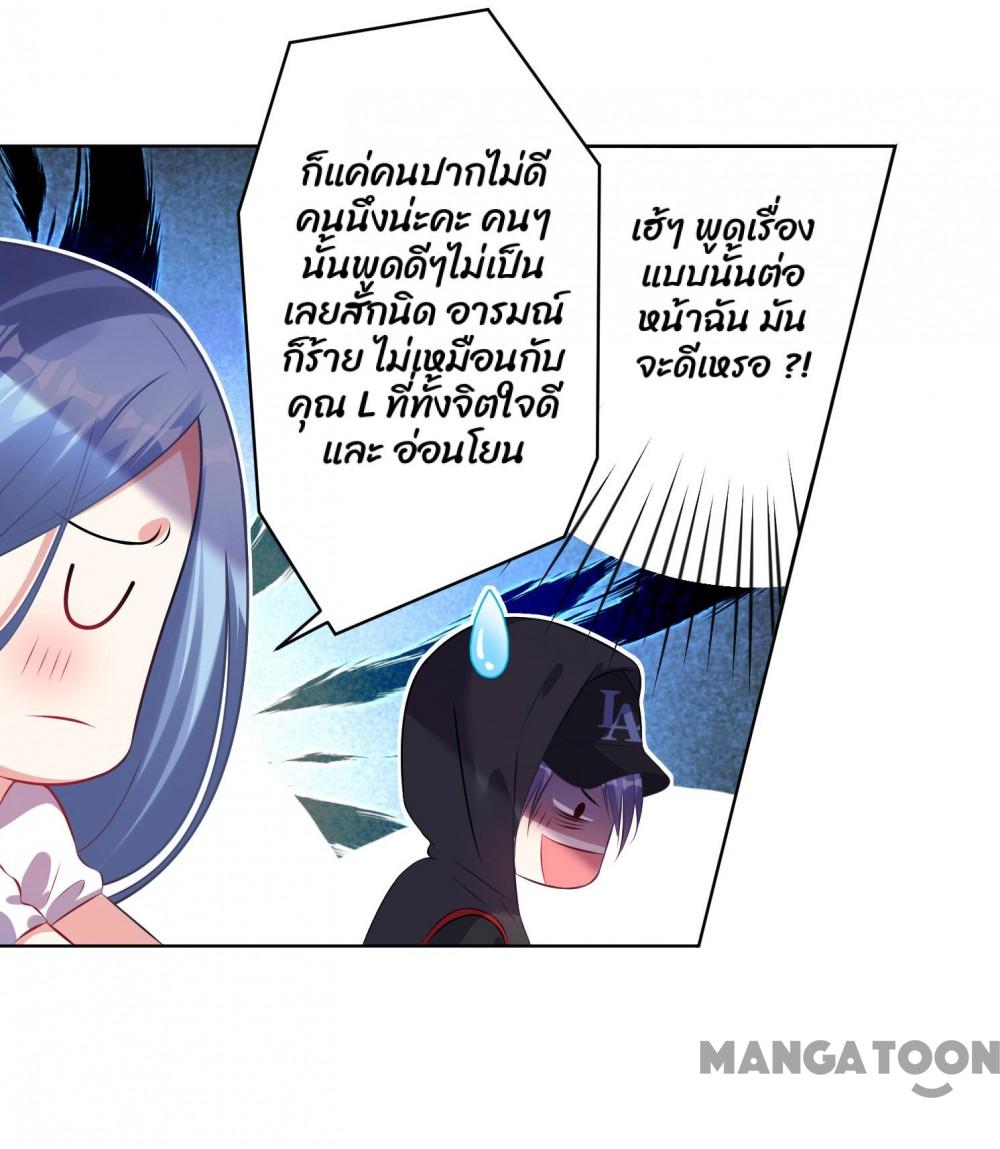 ก็แค่คนปากไม่ดี
คนนึงน่ะคะ คนๆ
นั้นพูดดีๆไม่เป็น
เลยสักนิด อารมณ์
ก็ร้าย ไม่เหมือนกับ
คุณ L ที่ทั้งจิตใจดี
และ อ่อนโยน
เฮ้ๆ พูดเรื่อง
แบบนั้นต่อ
หน้าฉัน มัน
จะดีเหรอ ?!
LA
MANGATOON